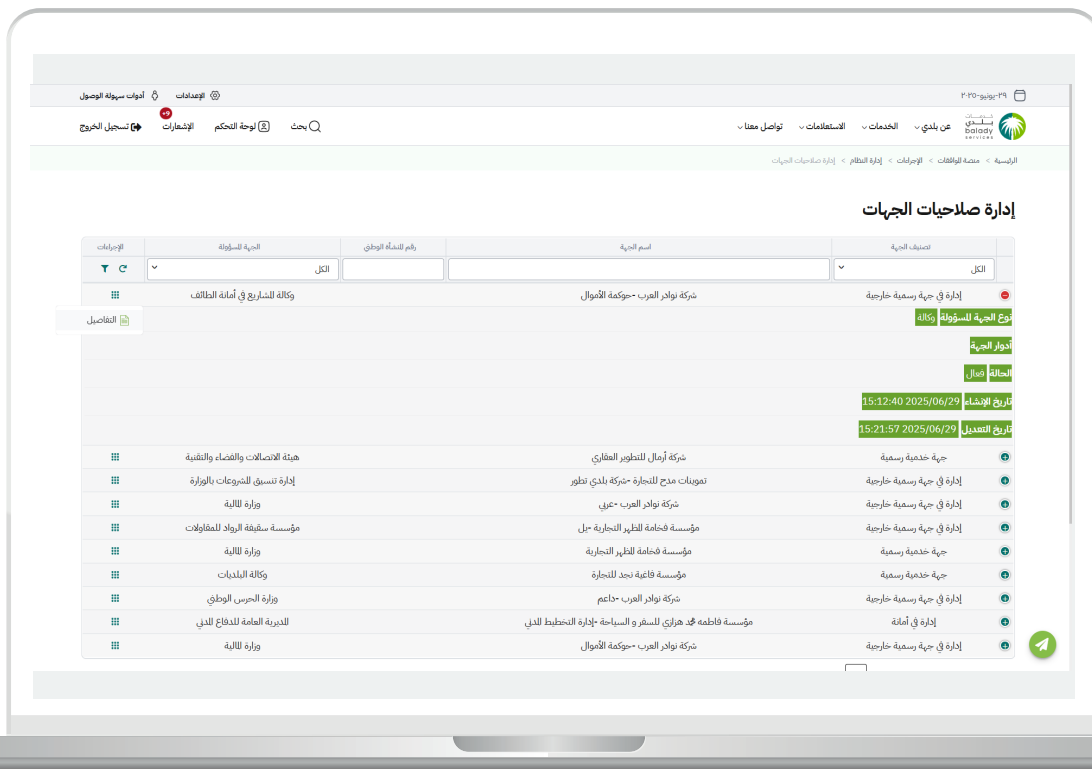 ٢٩-يونيو-٢٠٢٥
الإعدادات
أدوات سهولة الوصول
خدمات
بلدي
balady
services
عن بلدي
الخدمات
الاستعلامات
تواصل معنا
بحث
لوحة التحكم
الإشعارات
9+
تسجيل الخروج
الرئيسية > منصة الموافقات > الإجراءات > إدارة النظام > إدارة صلاحيات الجهات
إدارة صلاحيات الجهات
تصنيف الجهة اسم الجهة رقم المنشأة الوطني الجهة المسؤولة الإجراءات
الكل الكل
إدارة في جهة رسمية خارجية شركة نوادر العرب -حوكمة الأموال وكالة المشاريع في أمانة الطائف
التفاصيل
نوع الجهة المسؤولة وكالة
أدوار الجهة
الحالة فعال
تاريخ الإنشاء 2025/06/29 15:12:40
تاريخ التعديل 2025/06/29 15:21:57
جهة خدمية رسمية شركة أرمال للتطوير العقاري هيئة الاتصالات والفضاء والتقنية
إدارة في جهة رسمية خارجية تموينات مدح للتجارة -شركة بلدي تطور إدارة تنسيق المشروعات بالوزارة
إدارة في جهة رسمية خارجية شركة نوادر العرب -عربي وزارة المالية
إدارة في جهة رسمية خارجية مؤسسة فخامة المظهر التجارية -يل مؤسسة سقيفة الرواد للمقاولات
جهة خدمية رسمية مؤسسة فخامة المظهر التجارية وزارة المالية
جهة خدمية رسمية مؤسسة فاغية نجد للتجارة وكالة البلديات
إدارة في جهة رسمية خارجية شركة نوادر العرب -داعم وزارة الحرس الوطني
إدارة في أمانة مؤسسة فاطمه محمد هزازي للسفر و السياحة -إدارة التخطيط المدني المديرية العامة للدفاع المدني
إدارة في جهة رسمية خارجية شركة نوادر العرب -حوكمة الأموال وزارة المالية